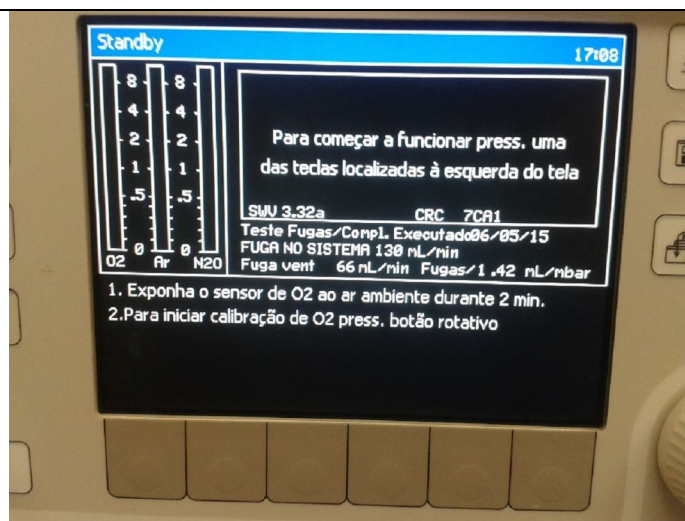 Standby 17:08
8 8
4 4
2 2
1 1
.5 .5
0 0
O2 Ar N2O
Para começar a funcionar press. uma
das teclas localizadas à esquerda do tela
SWV 3.32a CRC 7CA1
Teste Fugas/Compl. Executado06/05/15
FUGA NO SISTEMA 130 mL/min
Fuga vent 66 mL/min Fugas/1.42 mL/mbar
1. Exponha o sensor de O2 ao ar ambiente durante 2 min.
2.Para iniciar calibração de O2 press. botão rotativo